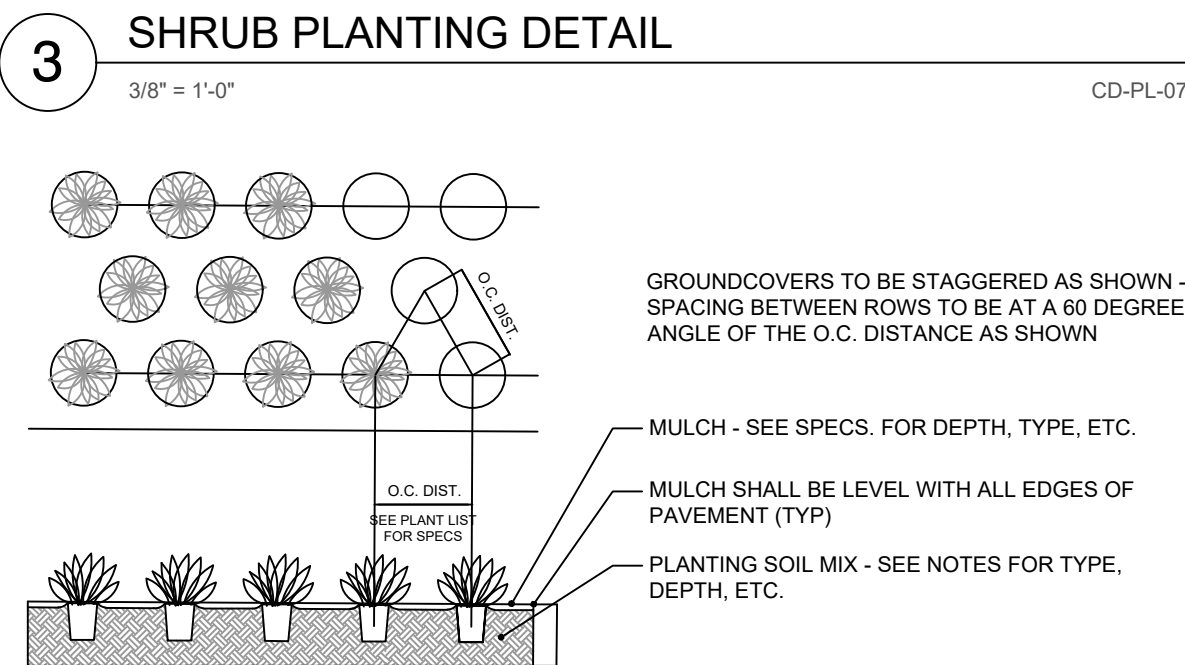 3
SHRUB PLANTING DETAIL
3/8" = 1'-0"
CD-PL-07
O.C. DIST.
GROUNDCOVERS TO BE STAGGERED AS SHOWN -
SPACING BETWEEN ROWS TO BE AT A 60 DEGREE
ANGLE OF THE O.C. DISTANCE AS SHOWN
MULCH - SEE SPECS. FOR DEPTH, TYPE, ETC.
MULCH SHALL BE LEVEL WITH ALL EDGES OF
PAVEMENT (TYP)
O.C. DIST.
SEE PLANT LIST
FOR SPECS
PLANTING SOIL MIX - SEE NOTES FOR TYPE,
DEPTH, ETC.